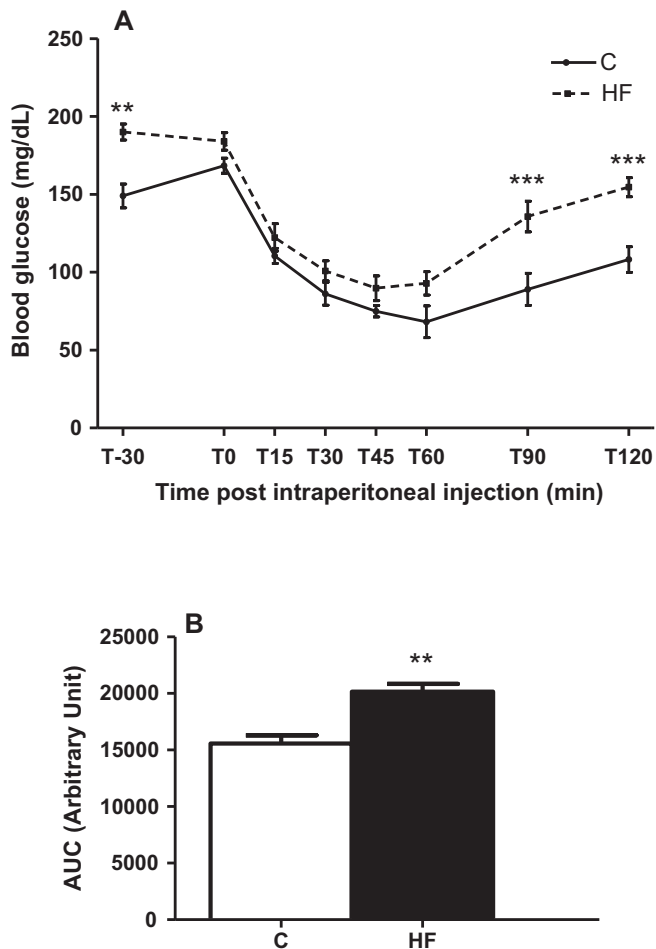 A
250
200
150
100
50
0
Blood glucose (mg/dL)
C
HF
**
***
***
T-30 T0 T15 T30 T45 T60 T90 T120
Time post intraperitoneal injection (min)
B
25000
20000
15000
10000
5000
0
AUC (Arbitrary Unit)
**
C HF